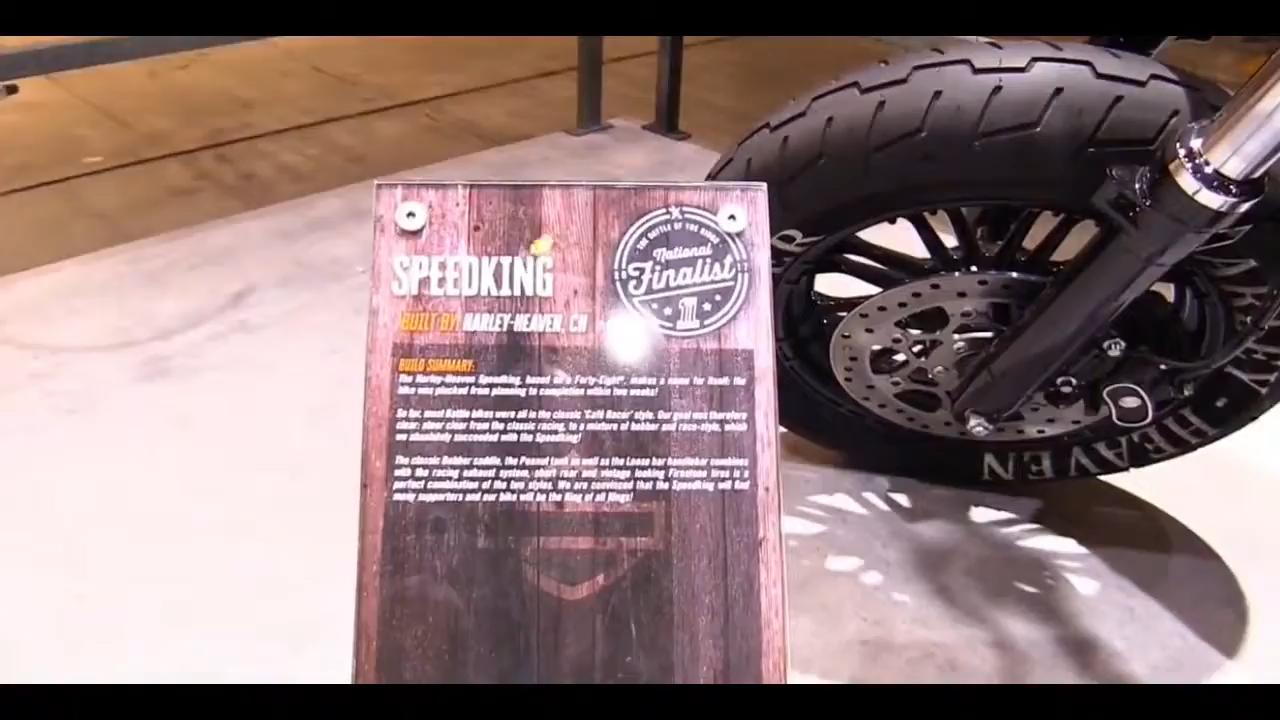 SPEEDKING
BUILT BY: HARLEY-HEAVEN, CH
THE BATTLE OF THE KINGS
National
Finalist
1
BUILD SUMMARY:
The Harley-Heaven Speedking, based on a Forty-Eight®, makes a name for itself: the
bike was plucked from planning to completion within two weeks!
So far, most Battle bikes were all in the classic 'Café Racer' style. Our goal was therefore
clear: steer clear from the classic racing, to a mixture of bobber and race-style, which
we absolutely succeeded with the Speedking!
The classic Bobber saddle, the Peanut tank as well as the Loose bar handlebar combines
with the racing exhaust system, short rear and vintage looking Firestone tires is a
perfect combination of the two styles. We are convinced that the Speedking will find
many supporters and our bike will be the King of all Kings!
HEAVEN